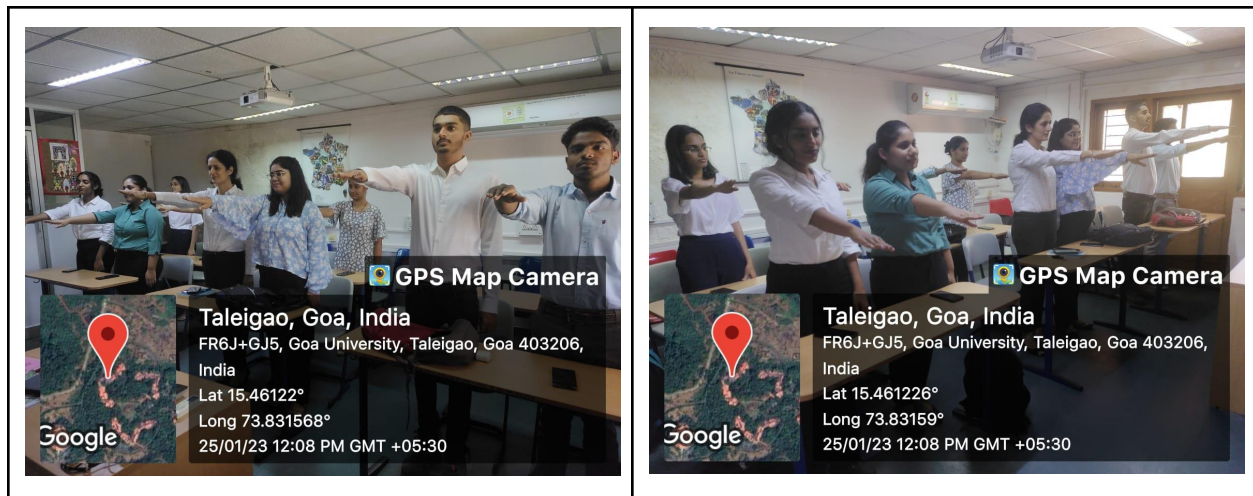 GPS Map Camera
Taleigao, Goa, India
FR6J+GJ5, Goa University, Taleigao, Goa 403206,
India
Lat 15.46122°
Long 73.831568°
25/01/23 12:08 PM GMT +05:30
Google
GPS Map Camera
Taleigao, Goa, India
FR6J+GJ5, Goa University, Taleigao, Goa 403206,
India
Lat 15.461226°
Long 73.83159°
25/01/23 12:08 PM GMT +05:30
Google